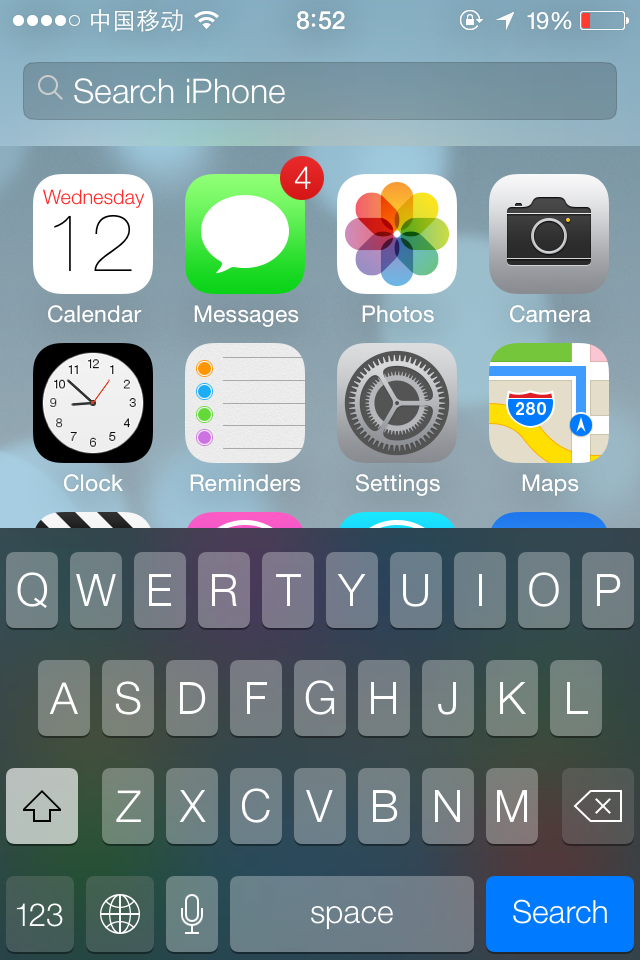 中国移动 8:52 19%
Search iPhone
Wednesday
12
4
Calendar Messages Photos Camera
12
11 1
10 2
9 3
8 4
7 5
6
280
Clock Reminders Settings Maps
Q W E R T Y U I O P
A S D F G H J K L
Z X C V B N M
123 space Search